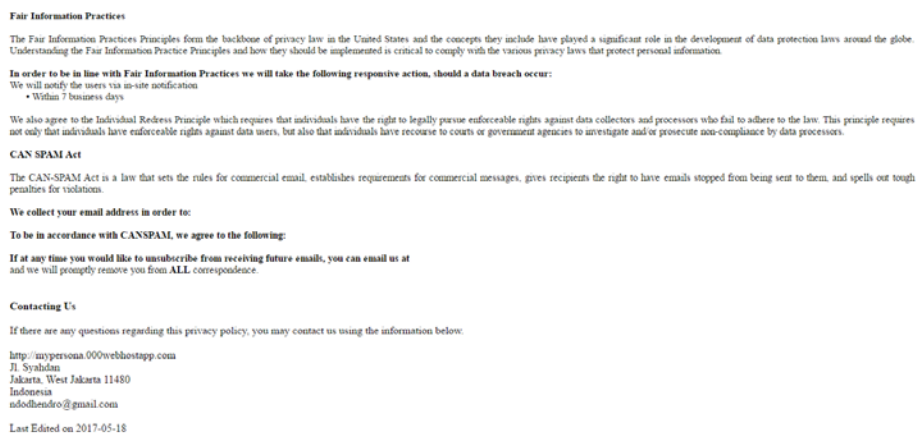 Fair Information Practices
The Fair Information Practices Principles form the backbone of privacy law in the United States and the concepts they include have played a significant role in the development of data protection laws around the globe.
Understanding the Fair Information Practice Principles and how they should be implemented is critical to comply with the various privacy laws that protect personal information.
In order to be in line with Fair Information Practices we will take the following responsive action, should a data breach occur:
We will notify the users via in-site notification
• Within 7 business days
We also agree to the Individual Redress Principle which requires that individuals have the right to legally pursue enforceable rights against data collectors and processors who fail to adhere to the law. This principle requires
not only that individuals have enforceable rights against data users, but also that individuals have recourse to courts or government agencies to investigate and/or prosecute non-compliance by data processors.
CAN SPAM Act
The CAN-SPAM Act is a law that sets the rules for commercial email, establishes requirements for commercial messages, gives recipients the right to have emails stopped from being sent to them, and spells out tough
penalties for violations.
We collect your email address in order to:
To be in accordance with CANSPAM, we agree to the following:
If at any time you would like to unsubscribe from receiving future emails, you can email us at
and we will promptly remove you from ALL correspondence.
Contacting Us
If there are any questions regarding this privacy policy, you may contact us using the information below.
http://mypersona.000webhostapp.com
Jl. Syahdan
Jakarta, West Jakarta 11480
Indonesia
ndodhendro@gmail.com
Last Edited on 2017-05-18